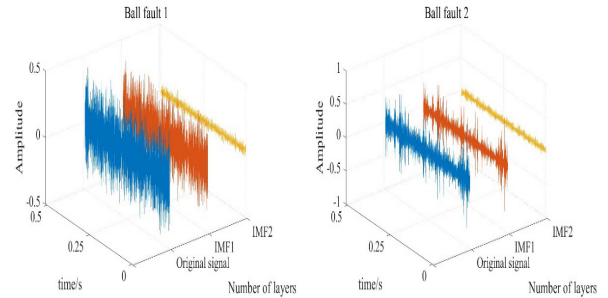 Ball fault 1
0.5
0
-0.5
Amplitude
0.5
0.25
0
time/s
Original signal
IMF1
IMF2
Number of layers
Ball fault 2
1
0.5
0
-0.5
-1
Amplitude
0.5
0.25
0
time/s
Original signal
IMF1
IMF2
Number of layers